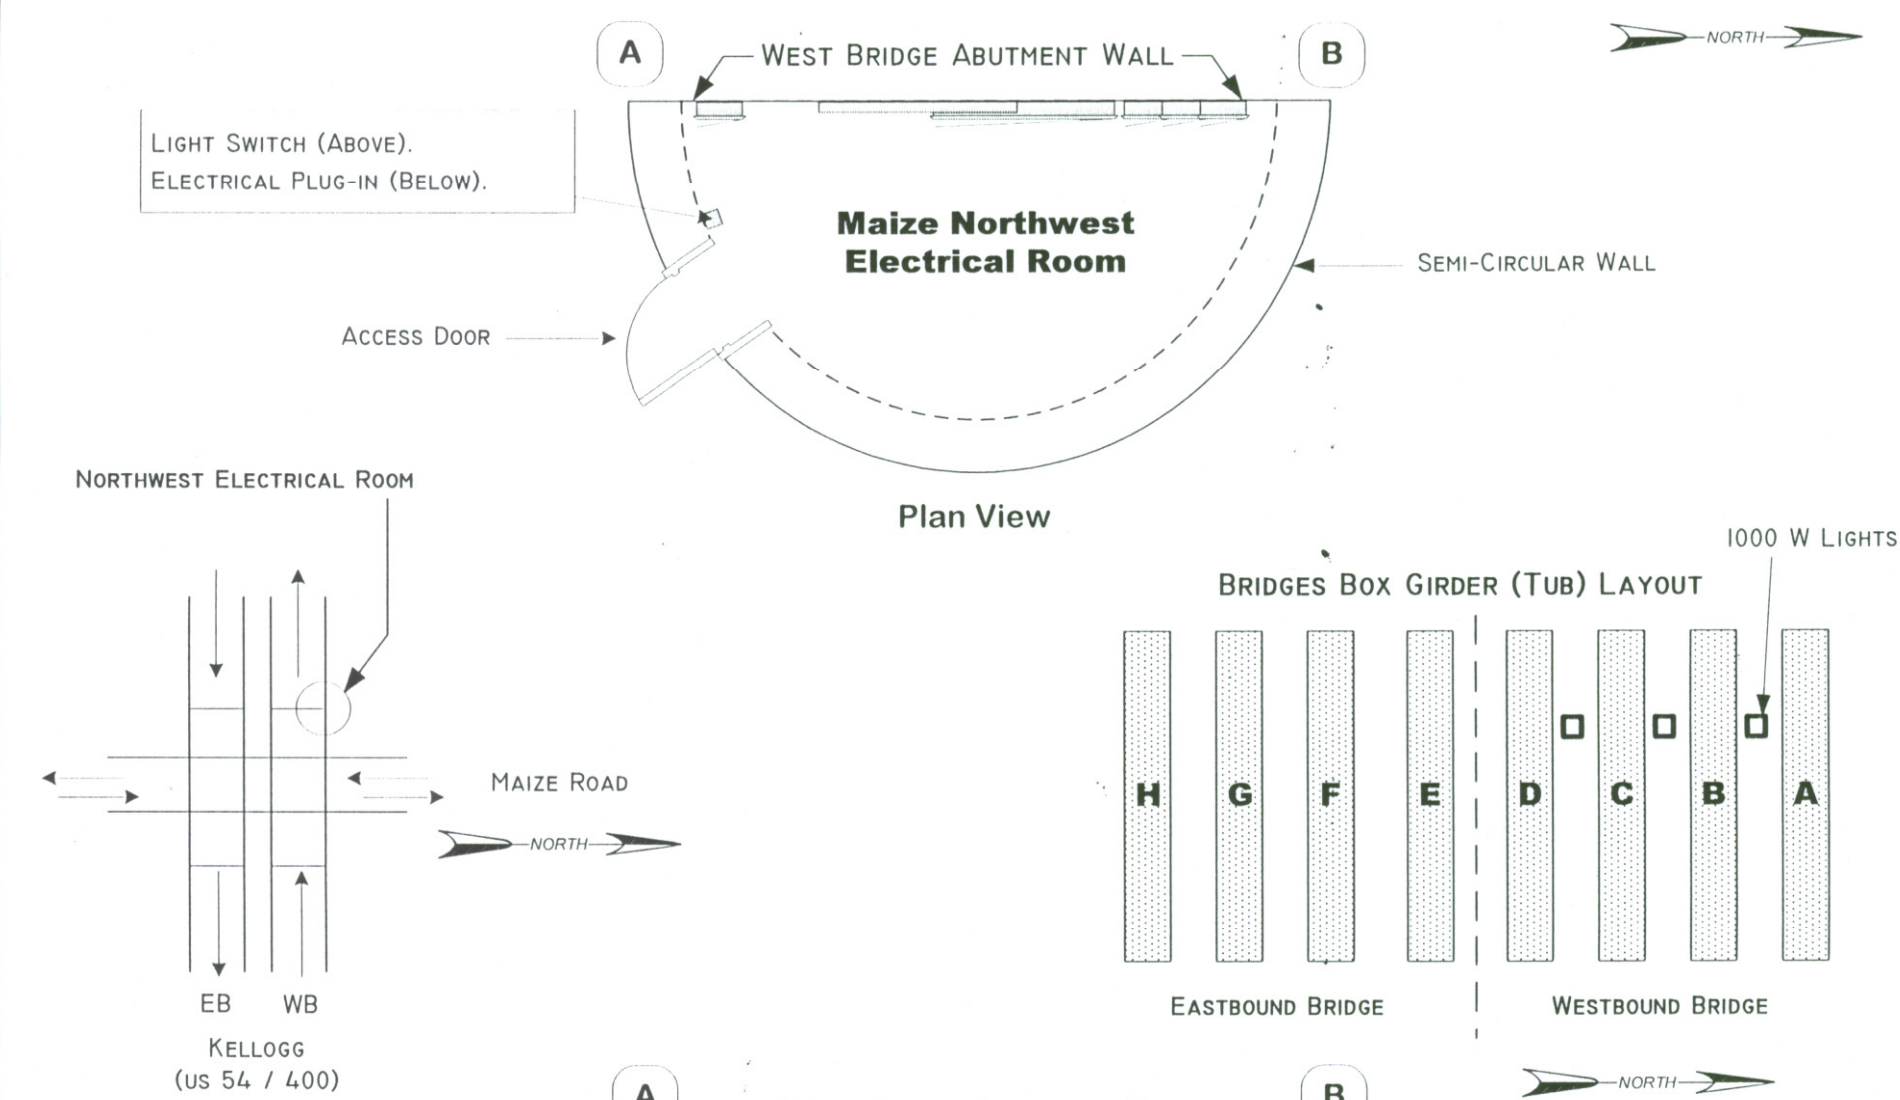 A
WEST BRIDGE ABUTMENT WALL
B
NORTH
LIGHT SWITCH (ABOVE).
ELECTRICAL PLUG-IN (BELOW).
Maize Northwest
Electrical Room
SEMI-CIRCULAR WALL
ACCESS DOOR
Plan View
NORTHWEST ELECTRICAL ROOM
MAIZE ROAD
NORTH
EB
WB
KELLOGG
(US 54 / 400)
1000 W LIGHTS
BRIDGES BOX GIRDER (TUB) LAYOUT
H
G
F
E
D
C
B
A
EASTBOUND BRIDGE
WESTBOUND BRIDGE
A
B
NORTH